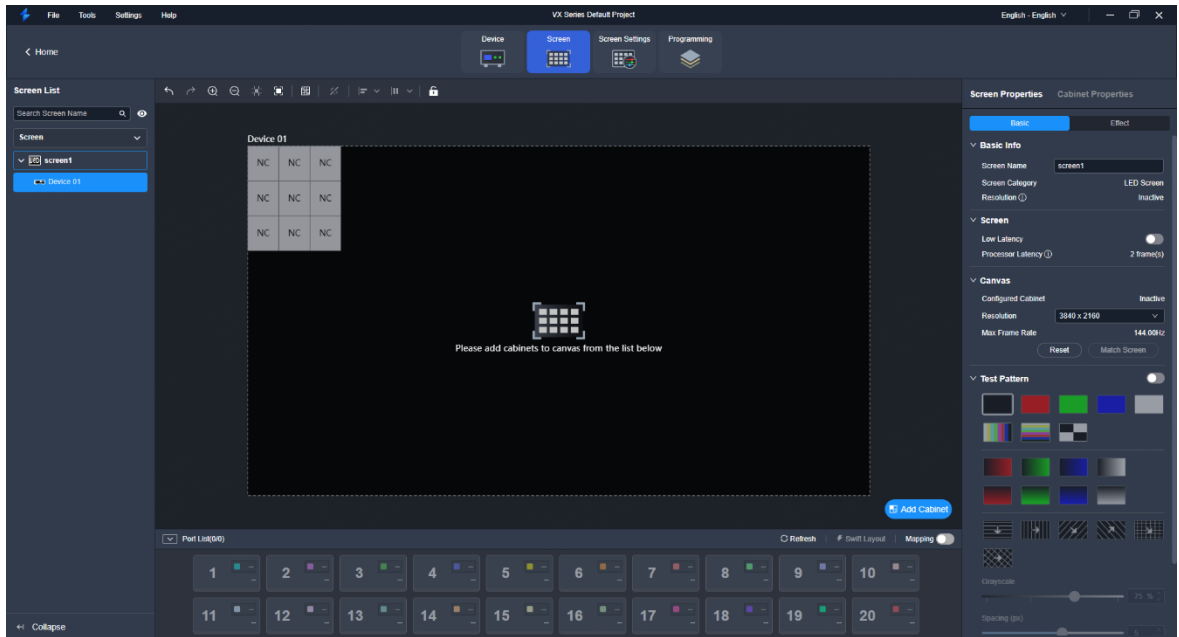 File Tools Settings Help
VX Series Default Project
English - English
Home
Device Screen Screen Settings Programming
Screen List
Search Screen Name
Screen
LED screen1
Device 01
Collapse
Device 01
NC NC NC
NC NC NC
NC NC NC
Please add cabinets to canvas from the list below
Add Cabinet
Port List(0/0)
Refresh Swift Layout Mapping
1 2 3 4 5 6 7 8 9 10
11 12 13 14 15 16 17 18 19 20
Screen Properties Cabinet Properties
Basic Effect
Basic Info
Screen Name screen1
Screen Category LED Screen
Resolution Inactive
Screen
Low Latency
Processor Latency 2 frame(s)
Canvas
Configured Cabinet Inactive
Resolution 3840 x 2160
Max Frame Rate 144.00Hz
Reset Match Screen
Test Pattern
Grayscale
75 %
Spacing (px)
5